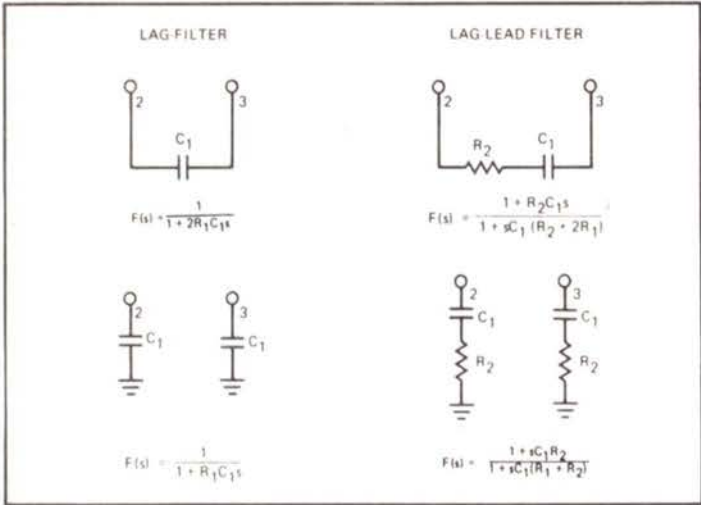 LAG-FILTER
LAG LEAD FILTER
2
3
C1
2
3
R2
C1
F(s) = 1 / 1 + 2R1C1s
F(s) = 1 + R2C1s / 1 + sC1 (R2 + 2R1)
2
C1
3
C1
2
C1
R2
3
C1
R2
F(s) = 1 / 1 + R1C1s
F(s) = 1 + sC1R2 / 1 + sC1(R1 + R2)